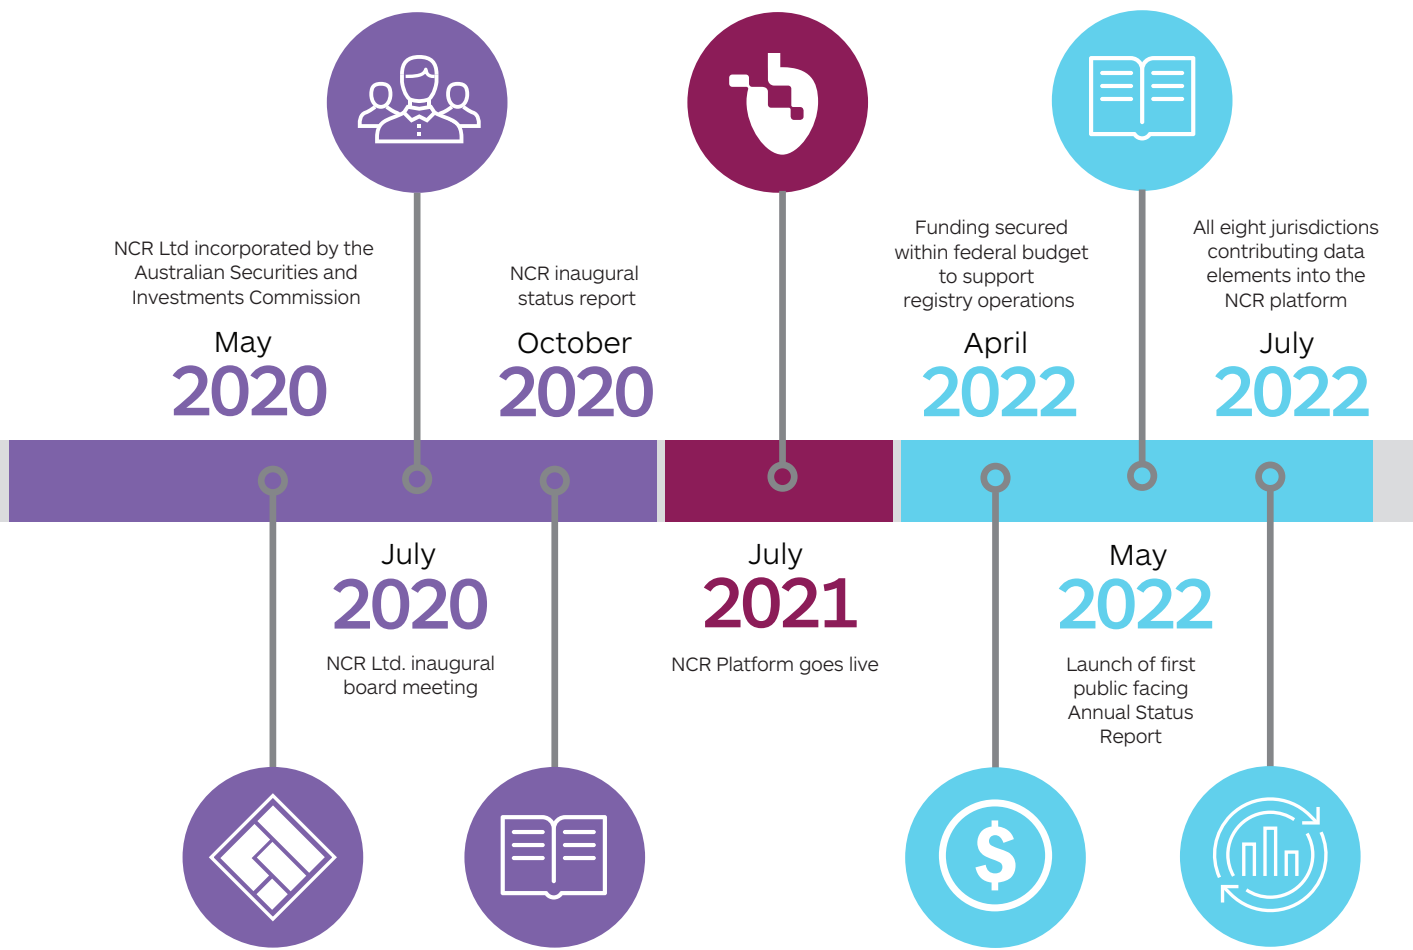 NCR Ltd incorporated by the
Australian Securities and
Investments Commission
May
2020
July
2020
NCR Ltd. inaugural
board meeting
NCR inaugural
status report
October
2020
July
2021
NCR Platform goes live
Funding secured
within federal budget
to support
registry operations
April
2022
May
2022
Launch of first
public facing
Annual Status
Report
All eight jurisdictions
contributing data
elements into the
NCR platform
July
2022
$